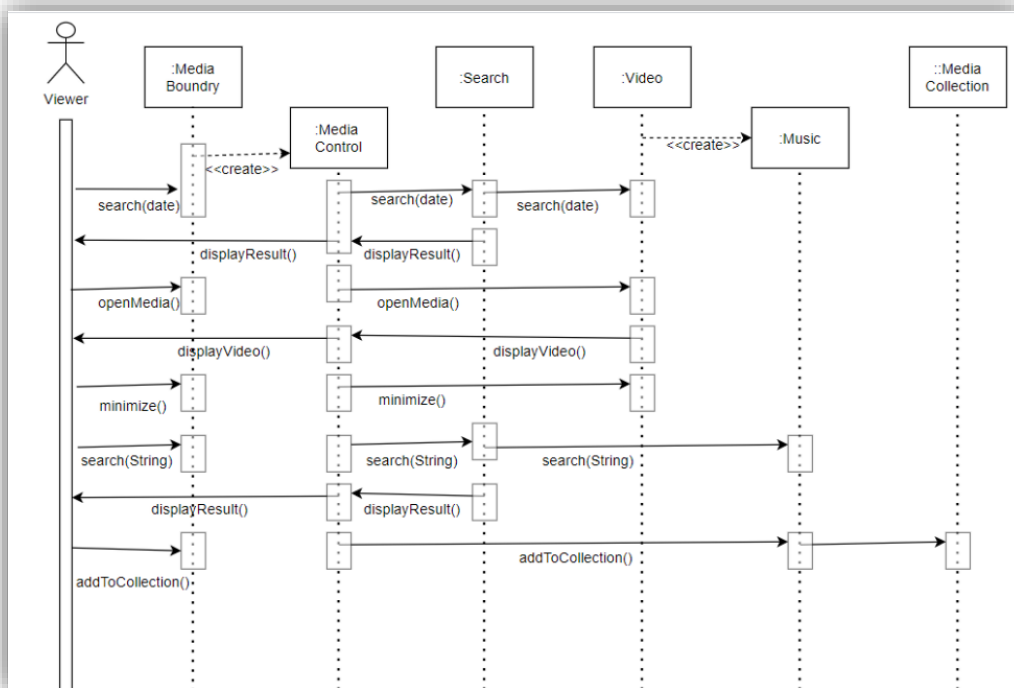 Viewer
:Media
Boundry
:Media
Control
:Search
:Video
:Music
::Media
Collection
<<create>>
<<create>>
search(date)
search(date)
search(date)
displayResult()
displayResult()
openMedia()
openMedia()
displayVideo()
displayVideo()
minimize()
minimize()
search(String)
search(String)
search(String)
displayResult()
displayResult()
addToCollection()
addToCollection()